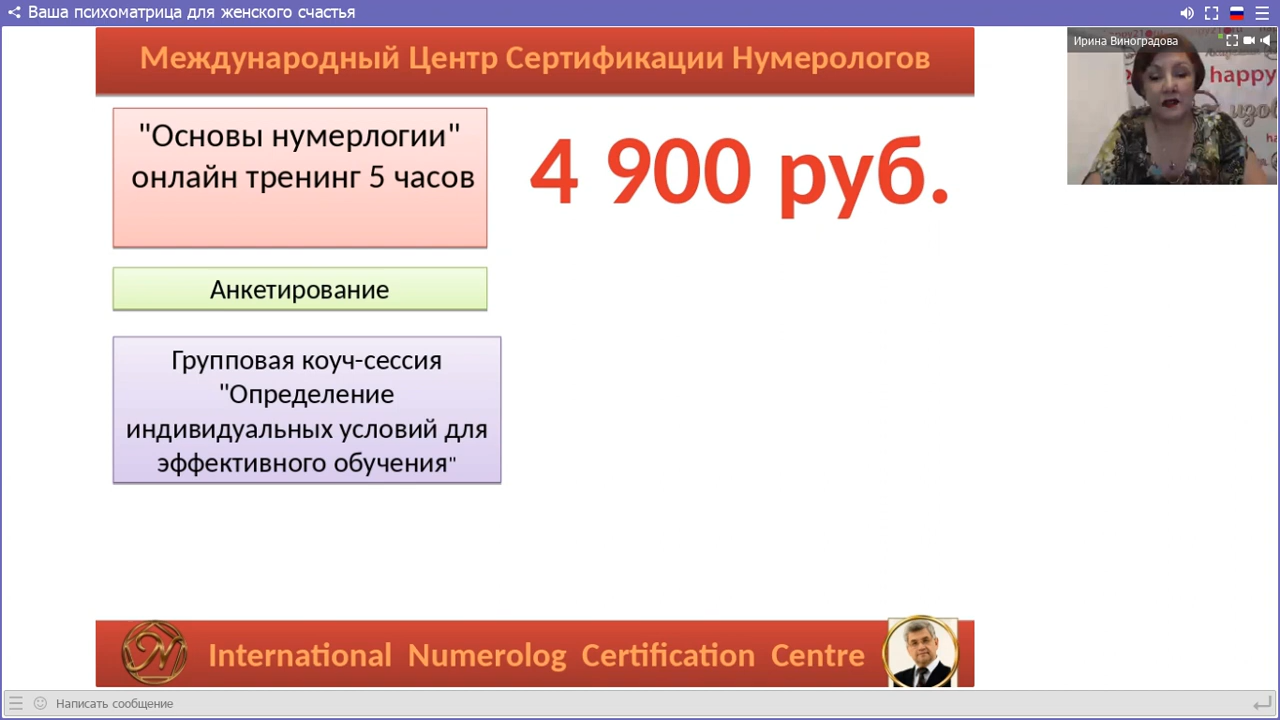 Ваша психоматрица для женского счастья
Международный Центр Сертификации Нумерологов
Ирина Виноградова
happy
"Основы нумерлогии"
онлайн тренинг 5 часов
4 900 руб.
Анкетирование
Групповая коуч-сессия
"Определение
индивидуальных условий для
эффективного обучения"
International Numerolog Certification Centre
Написать сообщение